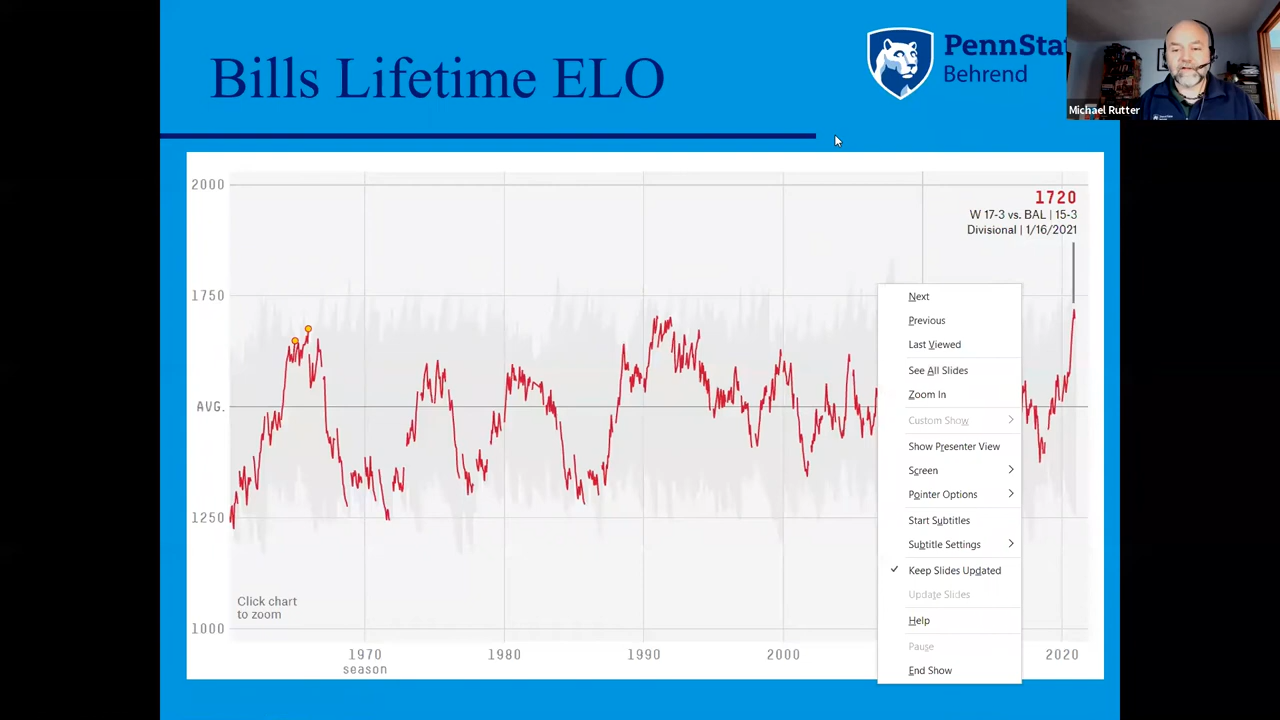 Bills Lifetime ELO
PennSta
Behrend
Michael Rutter
2000
1750
AVG.
1250
1000
1720
W 17-3 vs. BAL | 15-3
Divisional | 1/16/2021
Click chart
to zoom
1970
season
1980
1990
2000
2020
Next
Previous
Last Viewed
See All Slides
Zoom In
Custom Show
Show Presenter View
Screen
Pointer Options
Start Subtitles
Subtitle Settings
Keep Slides Updated
Update Slides
Help
Pause
End Show